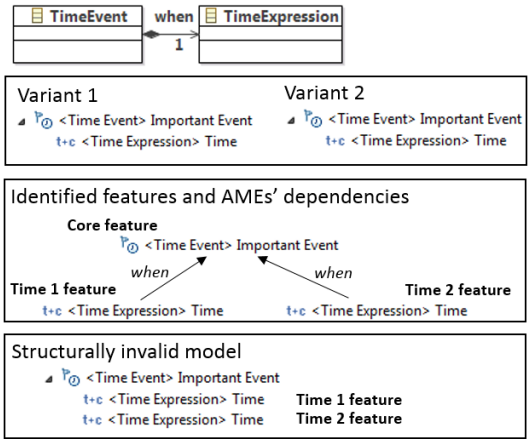 TimeEvent when TimeExpression
1
Variant 1 Variant 2
<Time Event> Important Event <Time Event> Important Event
t+c <Time Expression> Time t+c <Time Expression> Time
Identified features and AMEs' dependencies
Core feature
<Time Event> Important Event
when when
Time 1 feature Time 2 feature
t+c <Time Expression> Time t+c <Time Expression> Time
Structurally invalid model
<Time Event> Important Event
t+c <Time Expression> Time Time 1 feature
t+c <Time Expression> Time Time 2 feature